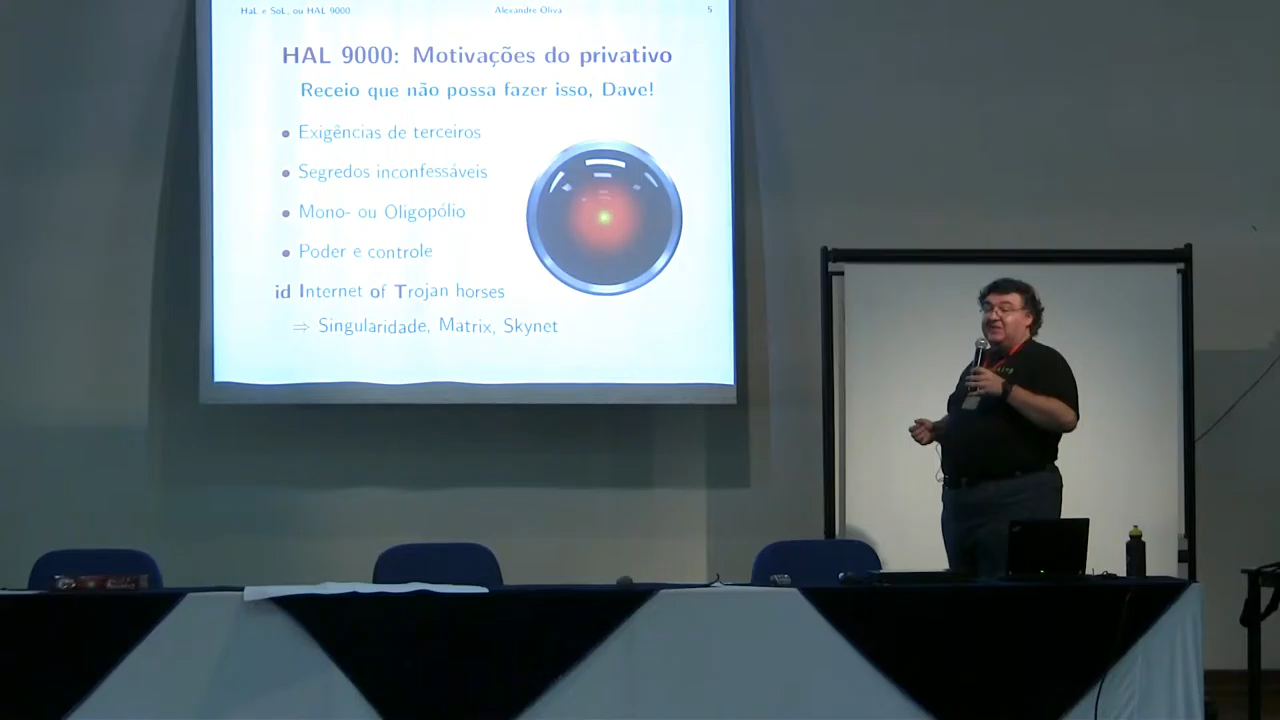 HaL e SoL, ou HAL 9000 Alexandre Oliva 5
HAL 9000: Motivações do privativo
Receio que não possa fazer isso, Dave!
• Exigências de terceiros
• Segredos inconfessáveis
• Mono- ou Oligopólio
• Poder e controle
id Internet of Trojan horses
⇒ Singularidade, Matrix, Skynet